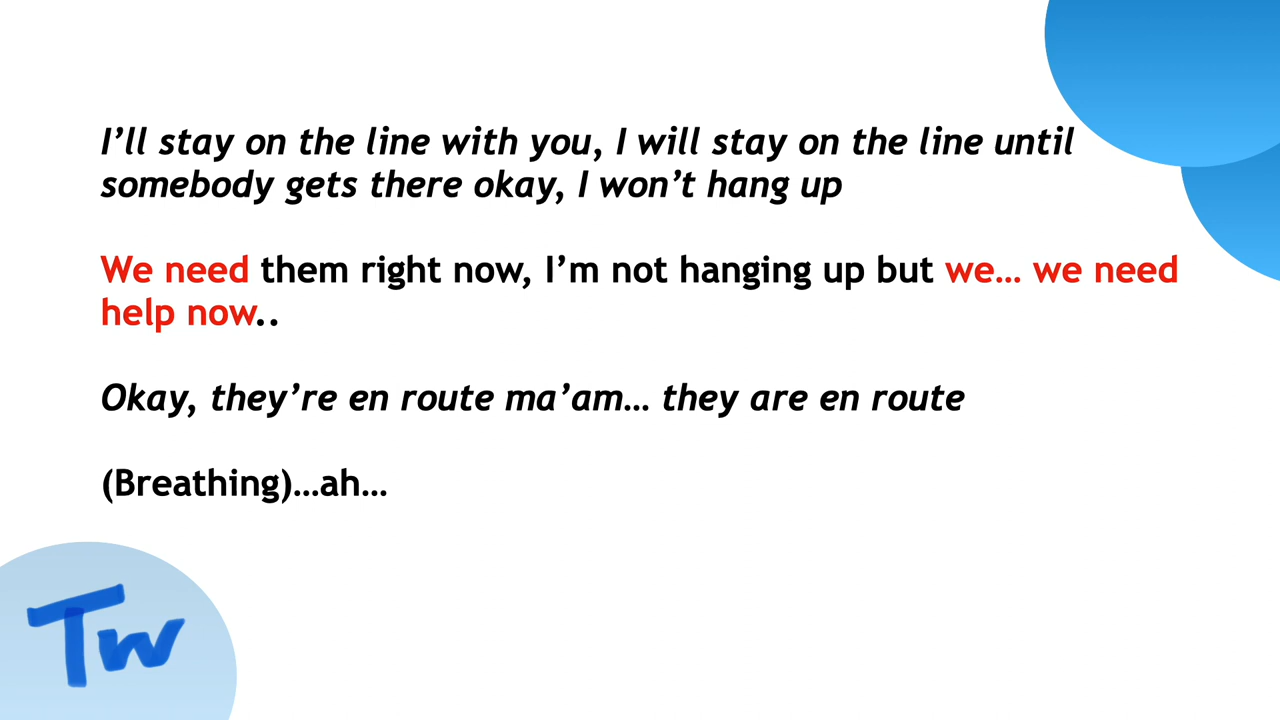 I’ll stay on the line with you, I will stay on the line until
somebody gets there okay, I won’t hang up
We need them right now, I’m not hanging up but we… we need
help now..
Okay, they’re en route ma’am… they are en route
(Breathing)…ah…
Tw